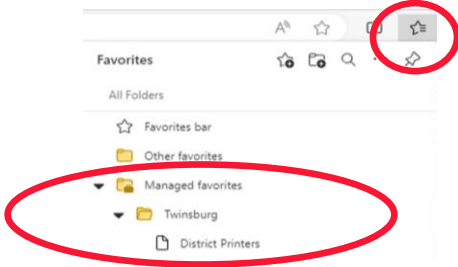 Favorites
All Folders
Favorites bar
Other favorites
Managed favorites
Twinsburg
District Printers